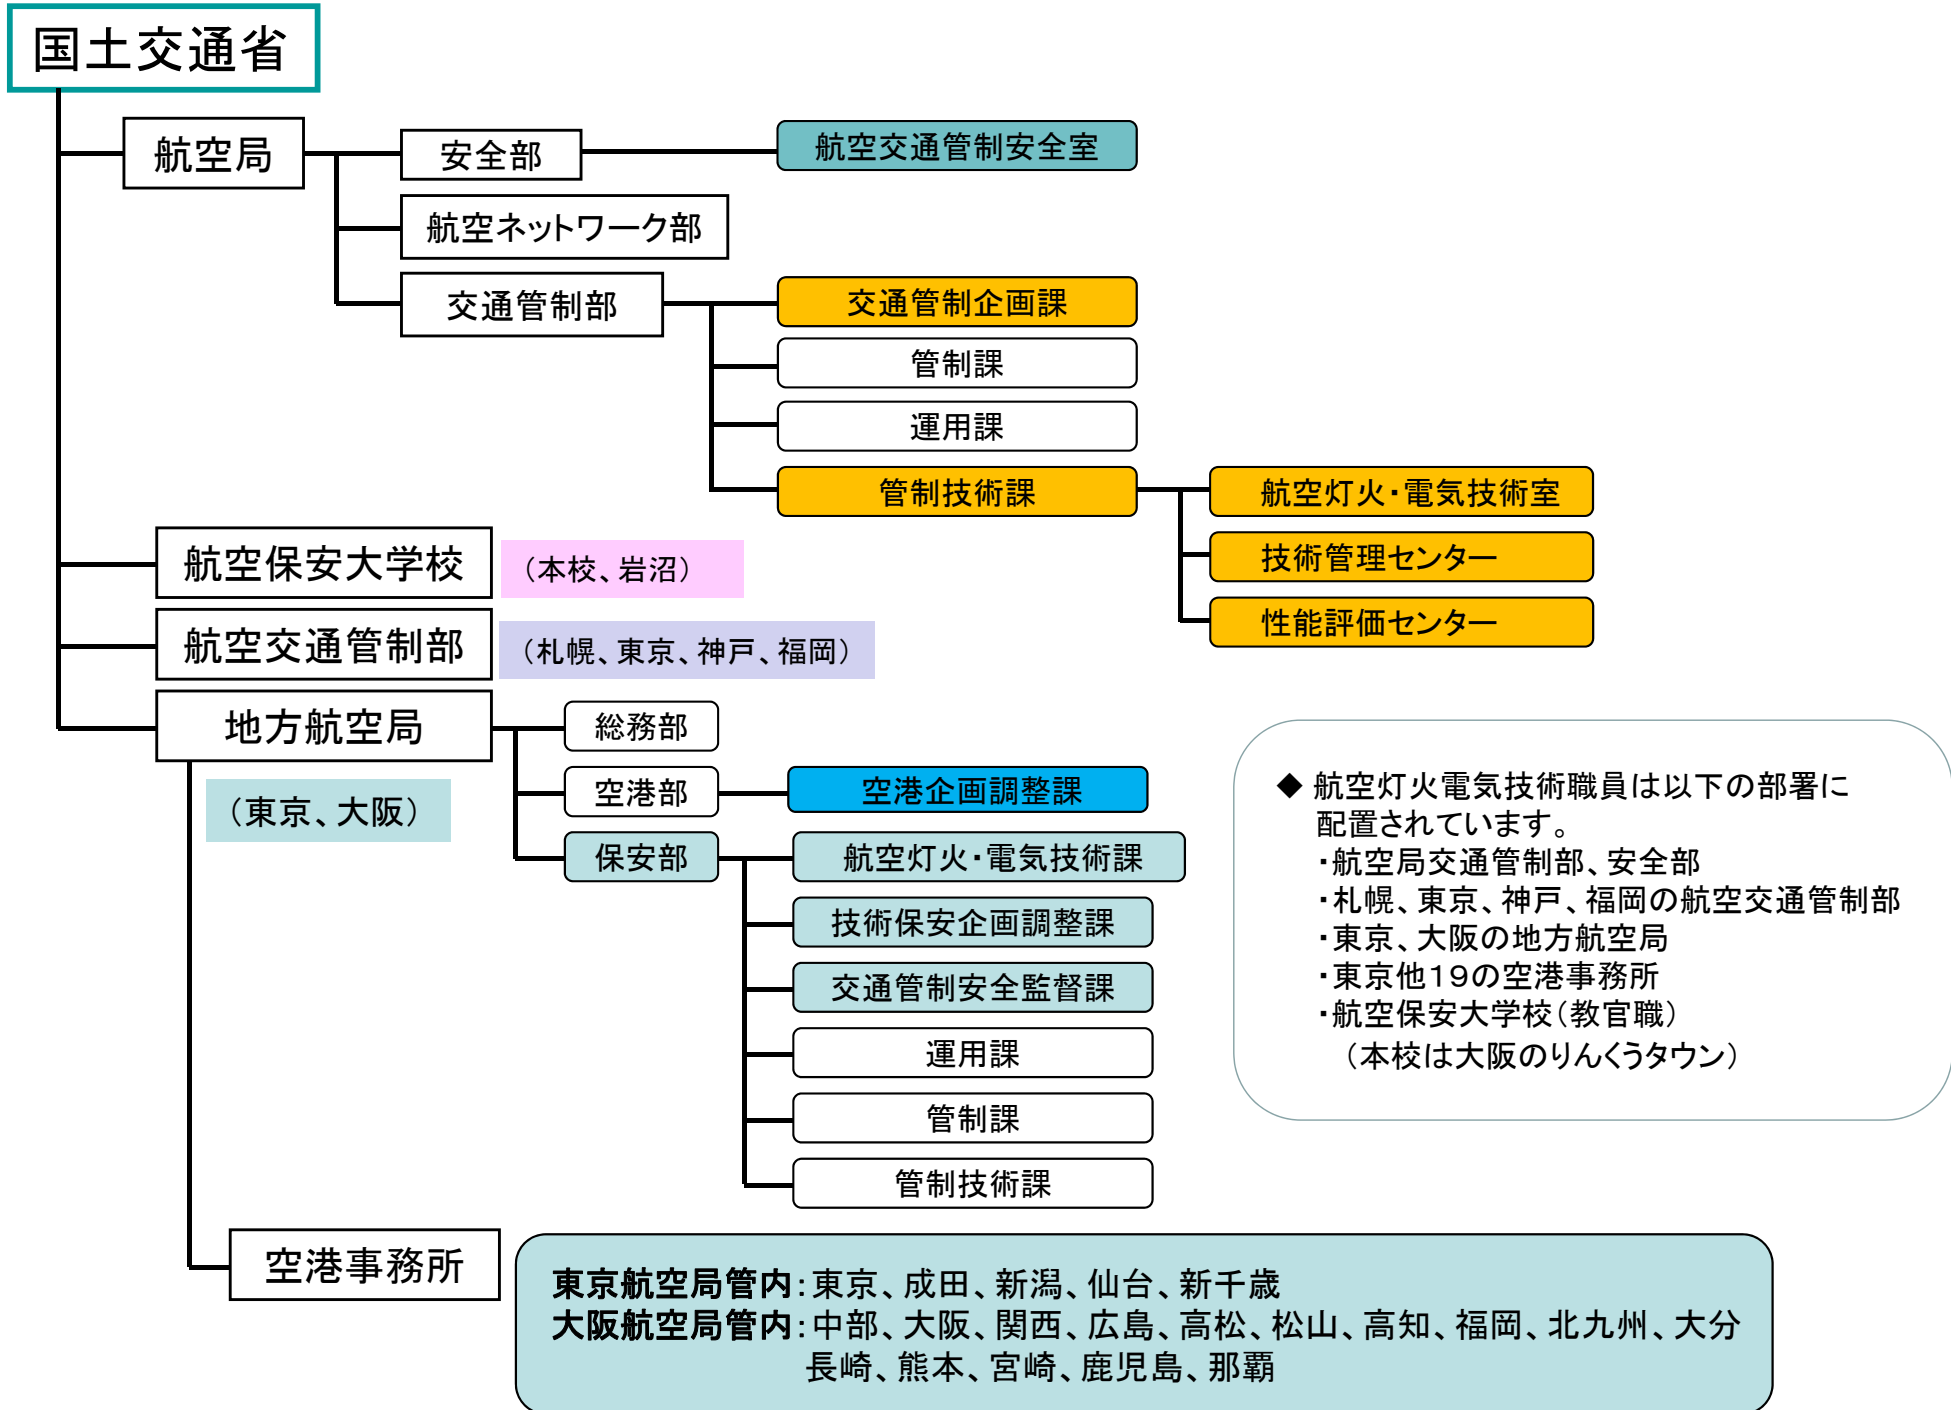 国土交通省
航空局
安全部
航空交通管制安全室
航空ネットワーク部
交通管制部
交通管制企画課
管制課
運用課
管制技術課
航空灯火・電気技術室
技術管理センター
性能評価センター
航空保安大学校
（本校、岩沼）
航空交通管制部
（札幌、東京、神戸、福岡）
地方航空局
（東京、大阪）
総務部
空港部
空港企画調整課
保安部
航空灯火・電気技術課
技術保安企画調整課
交通管制安全監督課
運用課
管制課
管制技術課
◆ 航空灯火電気技術職員は以下の部署に
配置されています。
・航空局交通管制部、安全部
・札幌、東京、神戸、福岡の航空交通管制部
・東京、大阪の地方航空局
・東京他19の空港事務所
・航空保安大学校（教官職）
（本校は大阪のりんくうタウン）
空港事務所
東京航空局管内：東京、成田、新潟、仙台、新千歳
大阪航空局管内：中部、大阪、関西、広島、高松、松山、高知、福岡、北九州、大分
長崎、熊本、宮崎、鹿児島、那覇